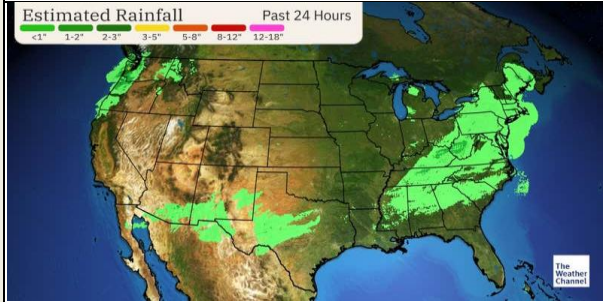 Estimated Rainfall Past 24 Hours
<1" 1-2" 2-3" 3-5" 5-8" 8-12" 12-18"
The
Weather
Channel